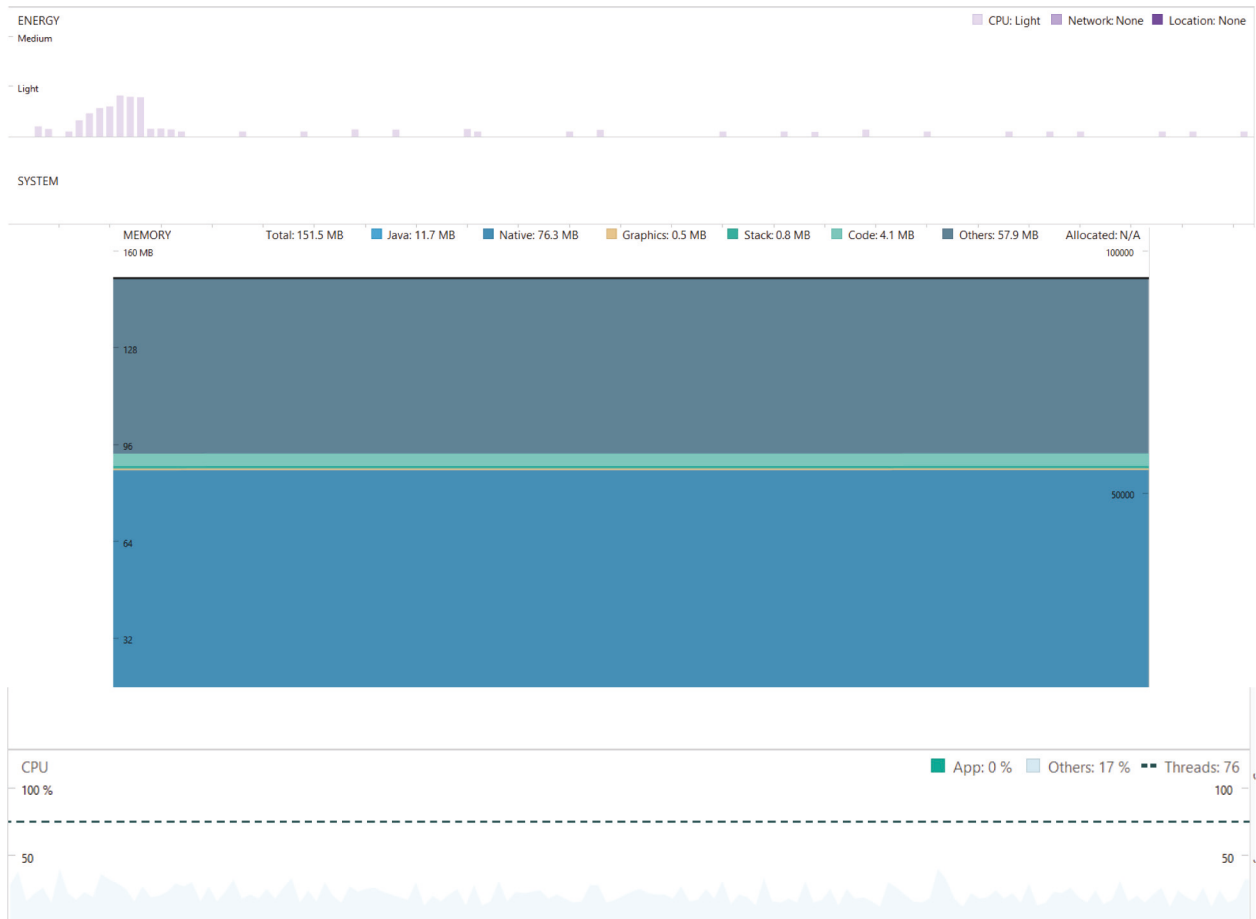 ENERGY CPU: Light Network: None Location: None
Medium
Light
SYSTEM
MEMORY Total: 151.5 MB Java: 11.7 MB Native: 76.3 MB Graphics: 0.5 MB Stack: 0.8 MB Code: 4.1 MB Others: 57.9 MB Allocated: N/A
160 MB 100000
128
96
50000
64
32
CPU App: 0 % Others: 17 % Threads: 76
100 % 100
50 50